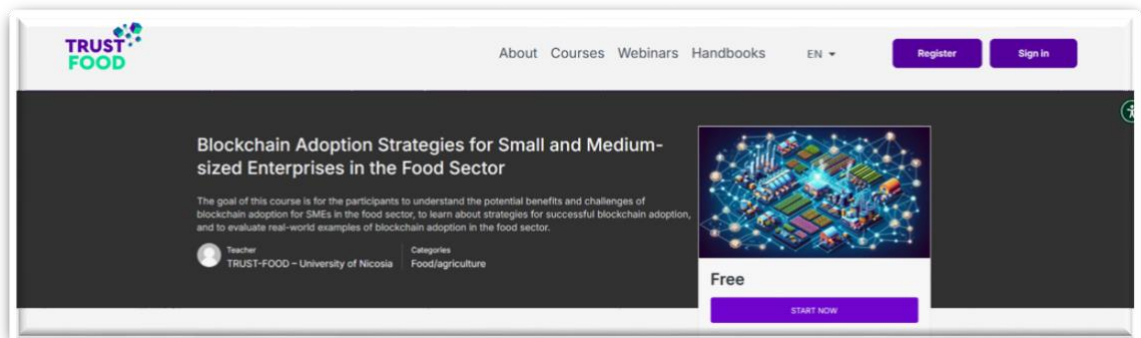 TRUST
FOOD
About Courses Webinars Handbooks EN Register Sign in
Blockchain Adoption Strategies for Small and Medium-
sized Enterprises in the Food Sector
The goal of this course is for the participants to understand the potential benefits and challenges of
blockchain adoption for SMEs in the food sector, to learn about strategies for successful blockchain adoption,
and to evaluate real-world examples of blockchain adoption in the food sector.
Teacher
TRUST-FOOD – University of Nicosia
Categories
Food/agriculture
Free
START NOW